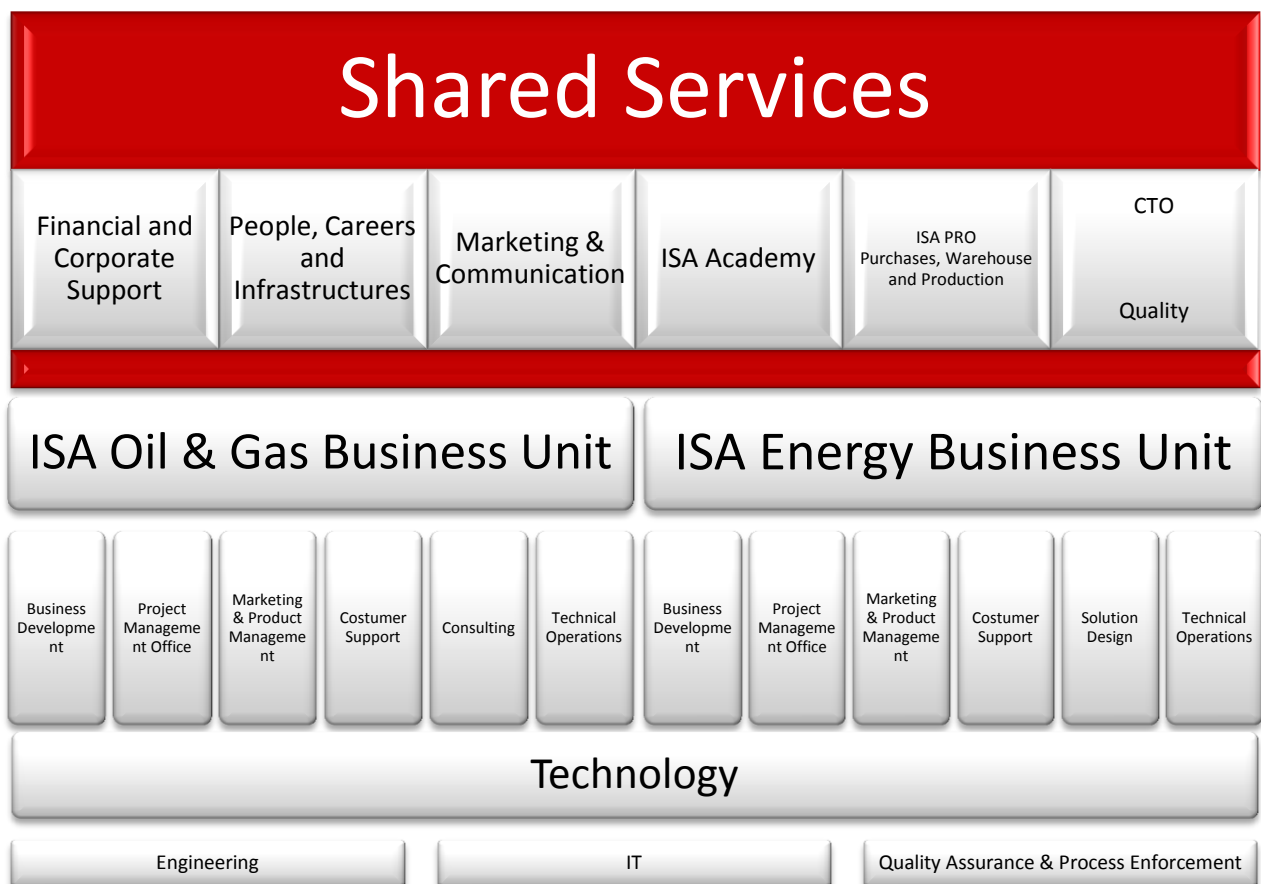 Shared Services
Financial and
Corporate
Support
People, Careers
and
Infrastructures
Marketing &
Communication
ISA Academy
ISA PRO
Purchases, Warehouse
and Production
CTO
Quality
ISA Oil & Gas Business Unit
ISA Energy Business Unit
Business
Developme
nt
Project
Manageme
nt Office
Marketing
& Product
Manageme
nt
Costumer
Support
Consulting
Technical
Operations
Business
Developme
nt
Project
Manageme
nt Office
Marketing
& Product
Manageme
nt
Costumer
Support
Solution
Design
Technical
Operations
Technology
Engineering
IT
Quality Assurance & Process Enforcement